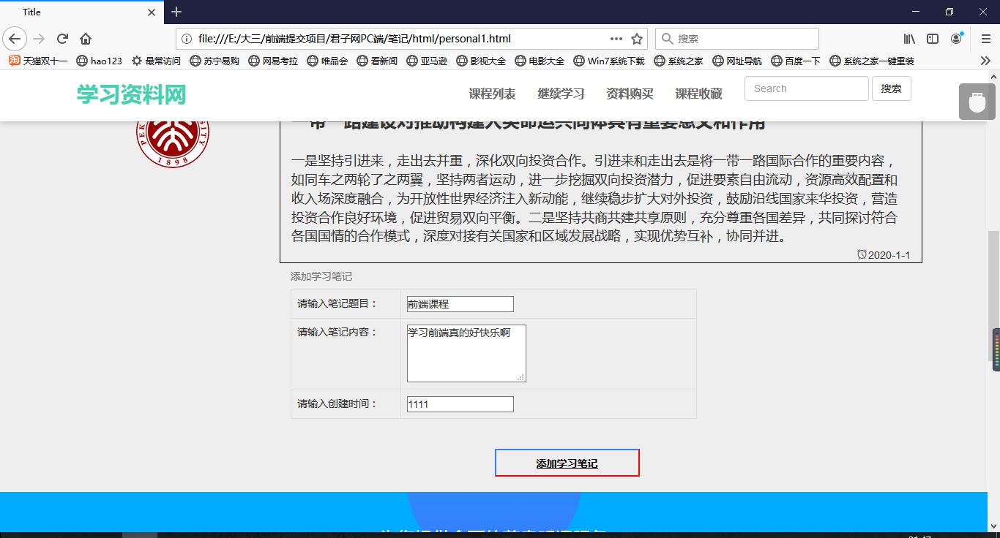 Title
file:///E:/大三/前端提交项目/君子网PC端/笔记/html/personal1.html
搜索
天猫双十一 hao123 最常访问 苏宁易购 网易考拉 唯品会 看新闻 亚马逊 影视大全 电影大全 Win7系统下载 系统之家 网址导航 百度一下 系统之家一键重装
学习资料网
课程列表 继续学习 资料购买 课程收藏 Search 搜索
1898
一带一路建设对推动构建人类命运共同体具有重要意义和作用
一是坚持引进来，走出去并重，深化双向投资合作。引进来和走出去是将一带一路国际合作的重要内容，
如同车之两轮了之两翼，坚持两者运动，进一步挖掘双向投资潜力，促进要素自由流动，资源高效配置和
收入场深度融合，为开放性世界经济注入新动能，继续稳步扩大对外投资，鼓励沿线国家来华投资，营造
投资合作良好环境，促进贸易双向平衡。二是坚持共商共建共享原则，充分尊重各国差异，共同探讨符合
各国国情的合作模式，深度对接有关国家和区域发展战略，实现优势互补，协同并进。
2020-1-1
添加学习笔记
请输入笔记题目： 前端课程
请输入笔记内容： 学习前端真的好快乐啊
请输入创建时间： 1111
添加学习笔记